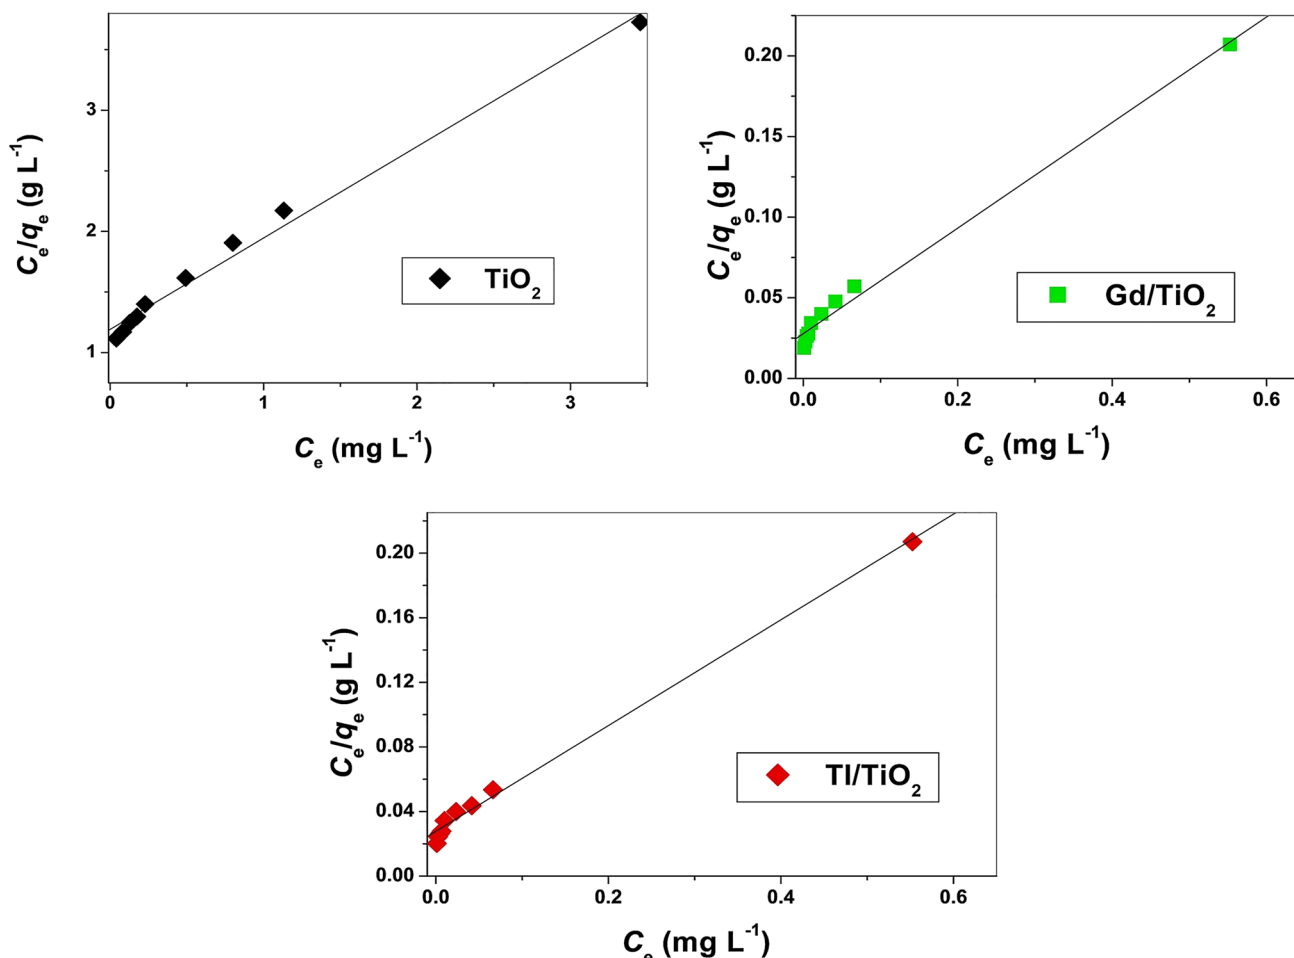 3
2
1
0
1
2
3
C_e/q_e (g L^-1)
C_e (mg L^-1)
TiO_2
0.20
0.15
0.10
0.05
0.00
0.0
0.2
0.4
0.6
C_e/q_e (g L^-1)
C_e (mg L^-1)
Gd/TiO_2
0.20
0.16
0.12
0.08
0.04
0.00
0.0
0.2
0.4
0.6
C_e/q_e (g L^-1)
C_e (mg L^-1)
Tl/TiO_2